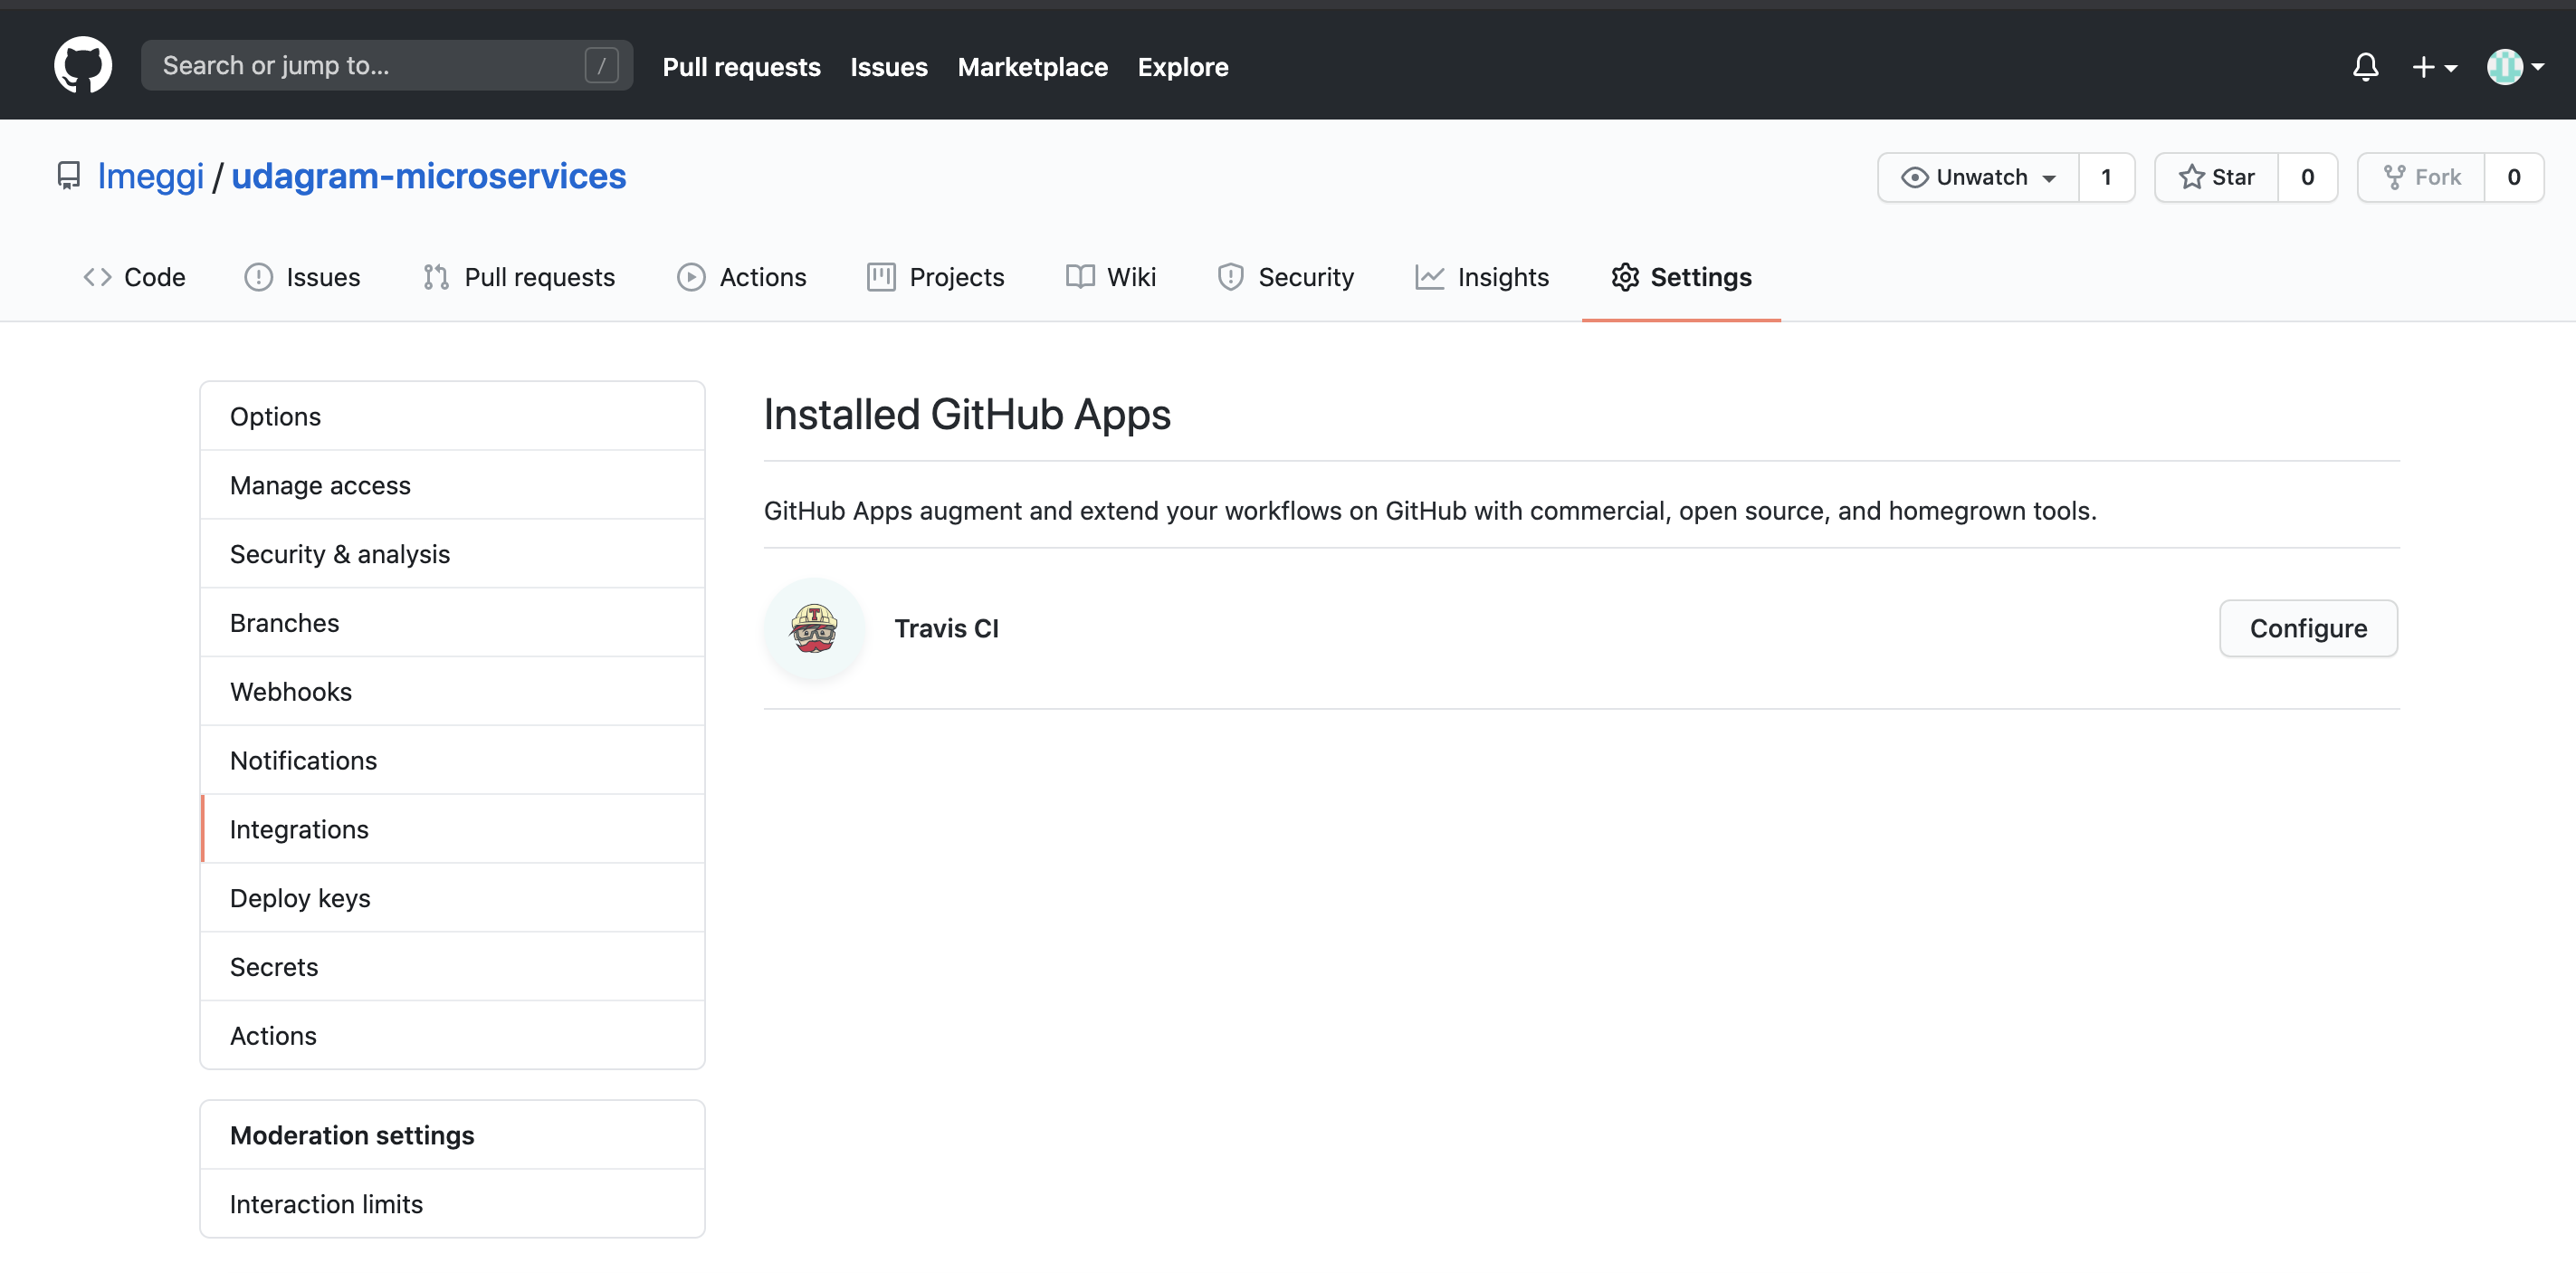 Search or jump to... /
Pull requests Issues Marketplace Explore
lmeggi / udagram-microservices
Unwatch 1 Star 0 Fork 0
Code Issues Pull requests Actions Projects Wiki Security Insights Settings
Options
Manage access
Security & analysis
Branches
Webhooks
Notifications
Integrations
Deploy keys
Secrets
Actions
Moderation settings
Interaction limits
Installed GitHub Apps
GitHub Apps augment and extend your workflows on GitHub with commercial, open source, and homegrown tools.
T
Travis CI Configure